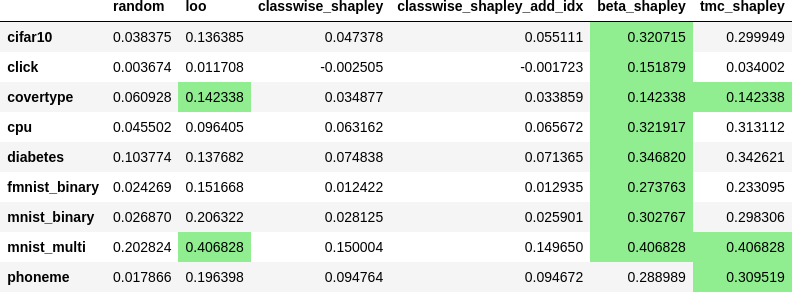 random loo classwise_shapley classwise_shapley_add_idx beta_shapley tmc_shapley
cifar10 0.038375 0.136385 0.047378 0.055111 0.320715 0.299949
click 0.003674 0.011708 -0.002505 -0.001723 0.151879 0.034002
covertype 0.060928 0.142338 0.034877 0.033859 0.142338 0.142338
cpu 0.045502 0.096405 0.063162 0.065672 0.321917 0.313112
diabetes 0.103774 0.137682 0.074838 0.071365 0.346820 0.342621
fmnist_binary 0.024269 0.151668 0.012422 0.012935 0.273763 0.233095
mnist_binary 0.026870 0.206322 0.028125 0.025901 0.302767 0.298306
mnist_multi 0.202824 0.406828 0.150004 0.149650 0.406828 0.406828
phoneme 0.017866 0.196398 0.094764 0.094672 0.288989 0.309519